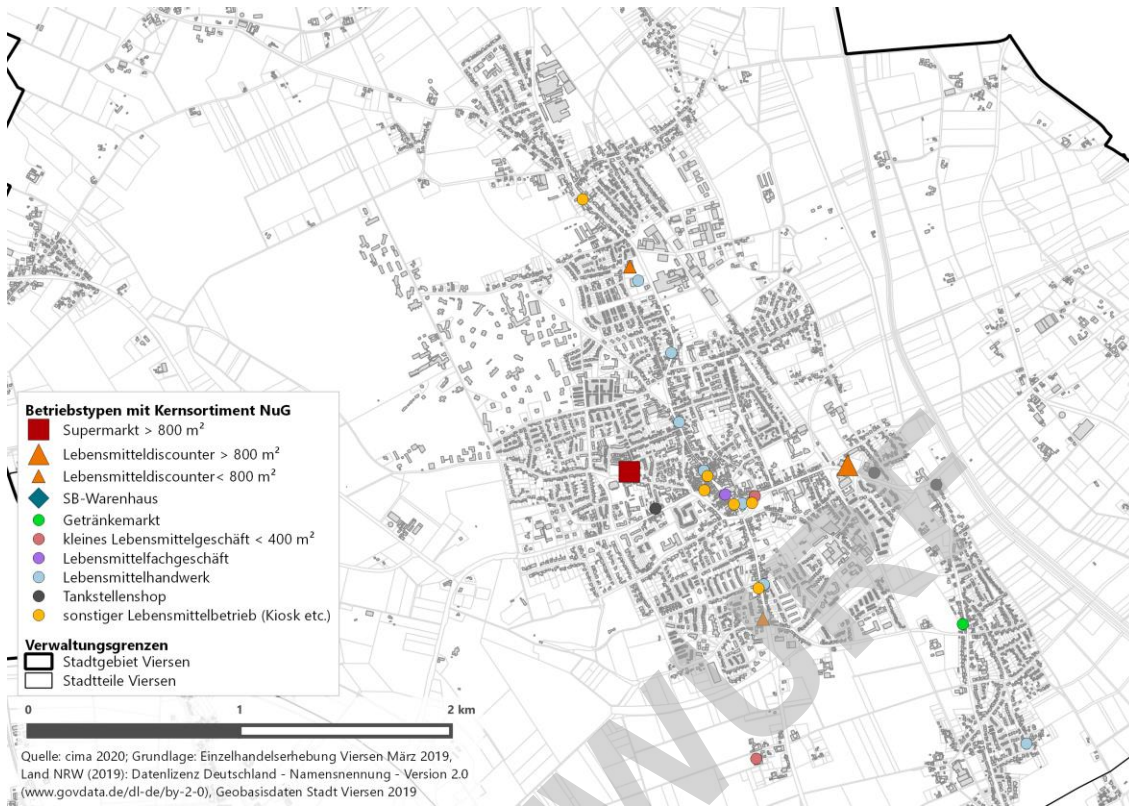 Betriebstypen mit Kernsortiment NuG
Supermarkt > 800 m²
Lebensmitteldiscounter > 800 m²
Lebensmitteldiscounter< 800 m²
SB-Warenhaus
Getränkemarkt
kleines Lebensmittelgeschäft < 400 m²
Lebensmittelfachgeschäft
Lebensmittelhandwerk
Tankstellenshop
sonstiger Lebensmittelbetrieb (Kiosk etc.)
Verwaltungsgrenzen
Stadtgebiet Viersen
Stadtteile Viersen
0 1 2 km
Quelle: cima 2020; Grundlage: Einzelhandelserhebung Viersen März 2019,
Land NRW (2019): Datenlizenz Deutschland - Namensnennung - Version 2.0
(www.govdata.de/dl-de/by-2-0), Geobasisdaten Stadt Viersen 2019